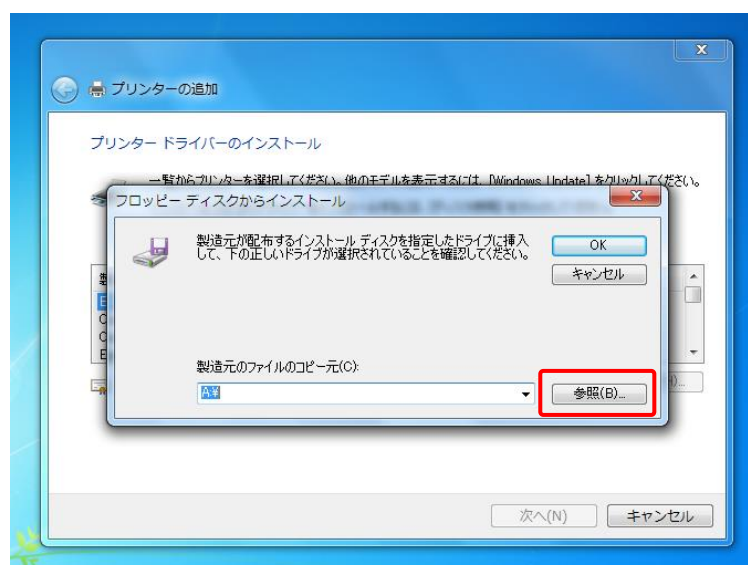 x
プリンターの追加
プリンター ドライバーのインストール
一覧からプリンターを選択してください。他のモデルを表示するには、[Windows Update] をクリックしてください。
フロッピー ディスクからインストール
x
製造元が配布するインストール ディスクを指定したドライブに挿入
して、下の正しいドライブが選択されていることを確認してください。
OK
キャンセル
製
E
E
製造元のファイルのコピー元(C):
A:¥
参照(B)...
次へ(N)
キャンセル